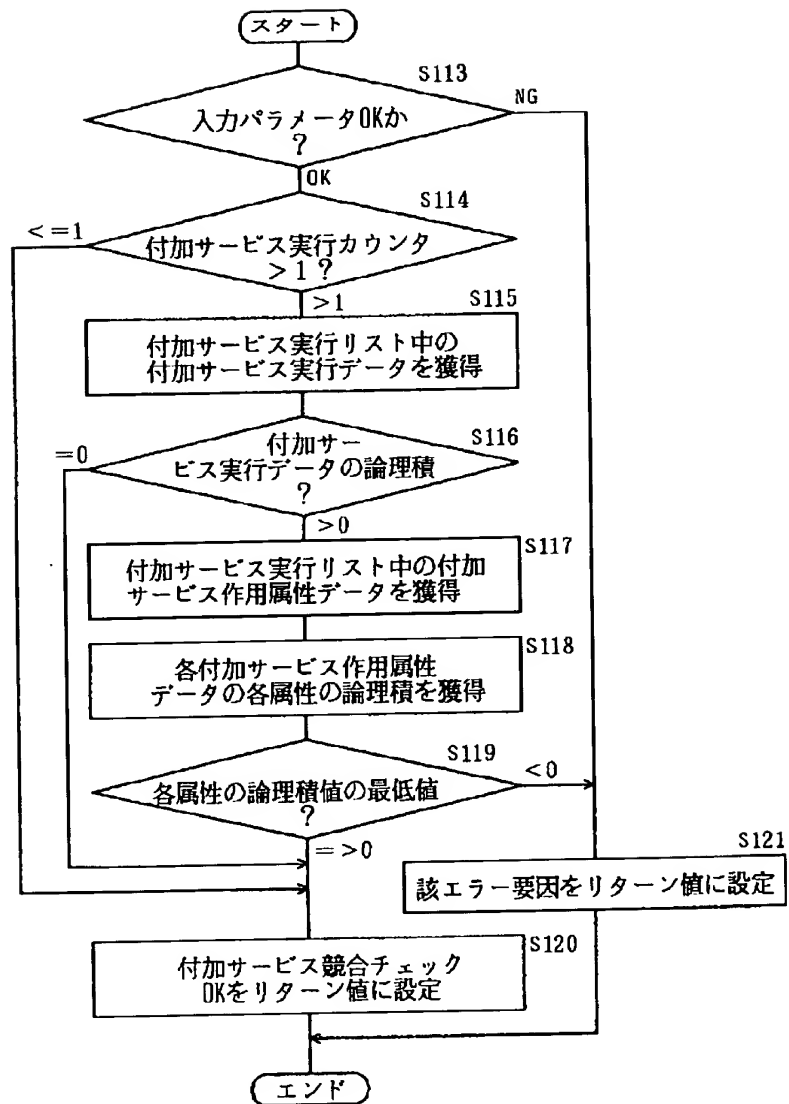 スタート
S113
入力パラメータOKか
?
NG
OK
S114
<=1
付加サービス実行カウンタ
>1?
>1
S115
付加サービス実行リスト中の
付加サービス実行データを獲得
S116
=0
付加サー
ビス実行データの論理積
?
>0
S117
付加サービス実行リスト中の付加
サービス作用属性データを獲得
S118
各付加サービス作用属性
データの各属性の論理積を獲得
S119
<0
各属性の論理積値の最低値
?
=>0
S121
該エラー要因をリターン値に設定
S120
付加サービス競合チェック
OKをリターン値に設定
エンド